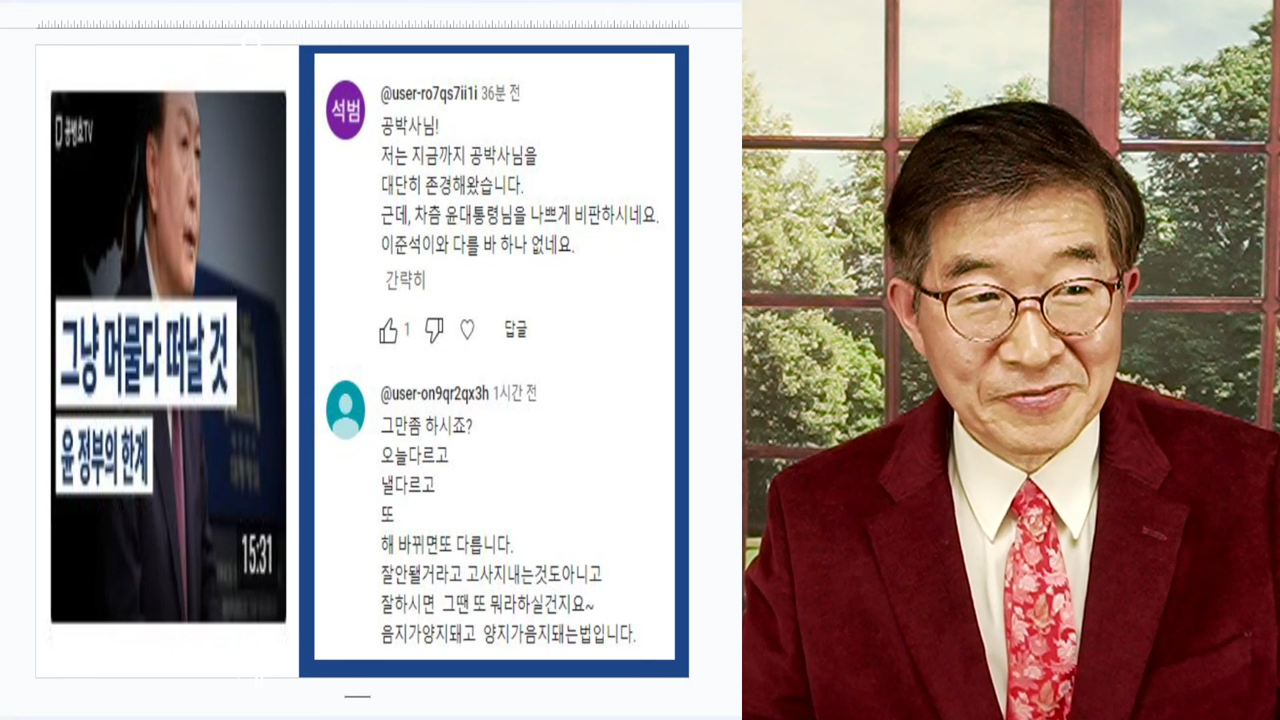 공병호TV
그냥 머물다 떠날 것
윤 정부의 한계
15:31
석범
@user-ro7qs7ii1i 36분 전
공박사님!
저는 지금까지 공박사님을
대단히 존경해왔습니다.
근데, 차츰 윤대통령님을 나쁘게 비판하시네요.
이준석이와 다를 바 하나 없네요.
간략히
1 답글
@user-on9qr2qx3h 1시간 전
그만좀 하시죠?
오늘다르고
낼다르고
또
해 바뀌면또 다릅니다.
잘안됄거라고 고사지내는것도아니고
잘하시면 그땐 또 뭐라하실건지요~
음지가양지돼고 양지가음지돼는법입니다.